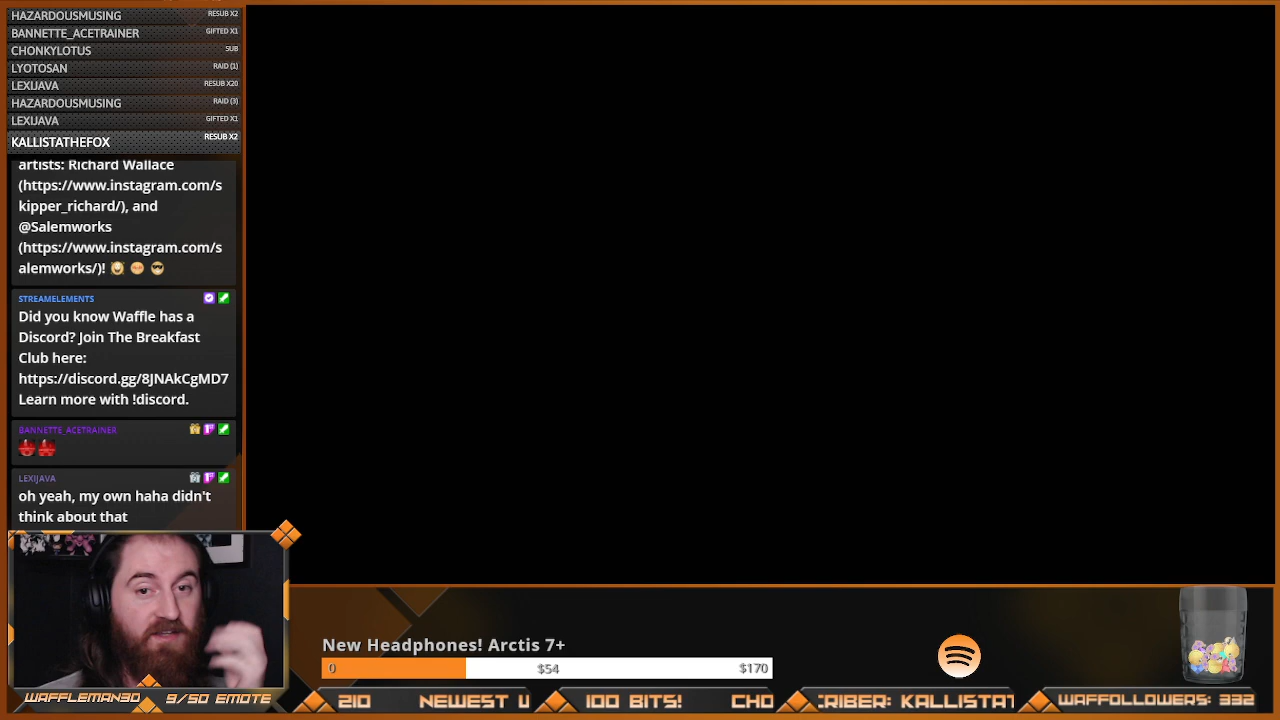 HAZARDOUSMUSING RESUB X2
BANNETTE_ACETRAINER GIFTED X1
CHONKYLOTUS SUB
LYOTOSAN RAID (1)
LEXIJAVA RESUB X20
HAZARDOUSMUSING RAID (3)
LEXIJAVA GIFTED X1
KALLISTATHEFOX RESUB X2
artists: Richard Wallace
(https://www.instagram.com/s
kipper_richard/), and
@Salemworks
(https://www.instagram.com/s
alemworks/)!
STREAMELEMENTS
Did you know Waffle has a
Discord? Join The Breakfast
Club here:
https://discord.gg/8JNAkCgMD7
Learn more with !discord.
BANNETTE_ACETRAINER
LEXIJAVA
oh yeah, my own haha didn't
think about that
WAFFLEMAN3D 9/50 EMOTE
New Headphones! Arctis 7+
0 $54 $170
210 NEWEST U
100 BITS! CHO
CRIBER: KALLISTAT
WAFFOLLOWERS: 332